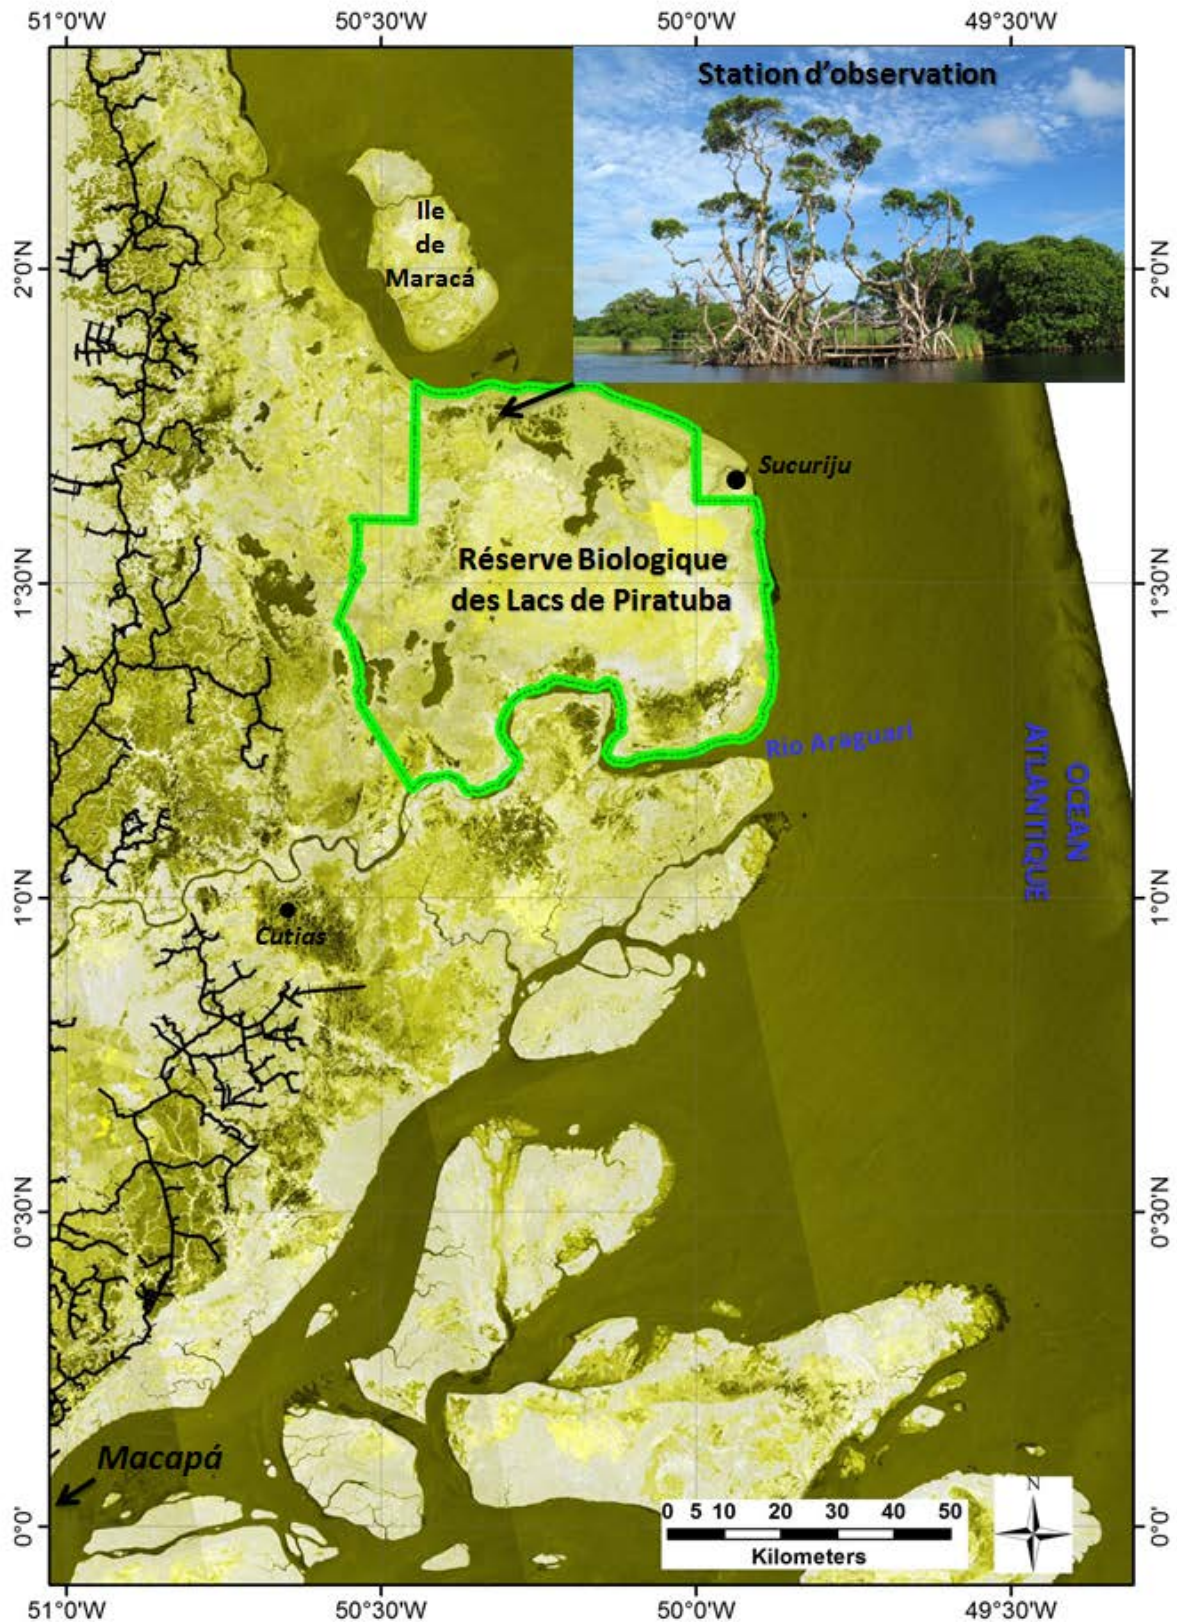 51°0'W 50°30'W 50°0'W 49°30'W
Station d'observation
Ile
de
Maracá
2°0'N 2°0'N
Sucuriju
Réserve Biologique
des Lacs de Piratuba
1°30'N 1°30'N
Rio Araguari
OCEAN
ATLANTIQUE
1°0'N 1°0'N
Cutias
0°30'N 0°30'N
Macapá
N
0 5 10 20 30 40 50
Kilometers
0°0' 0°0'
51°0'W 50°30'W 50°0'W 49°30'W